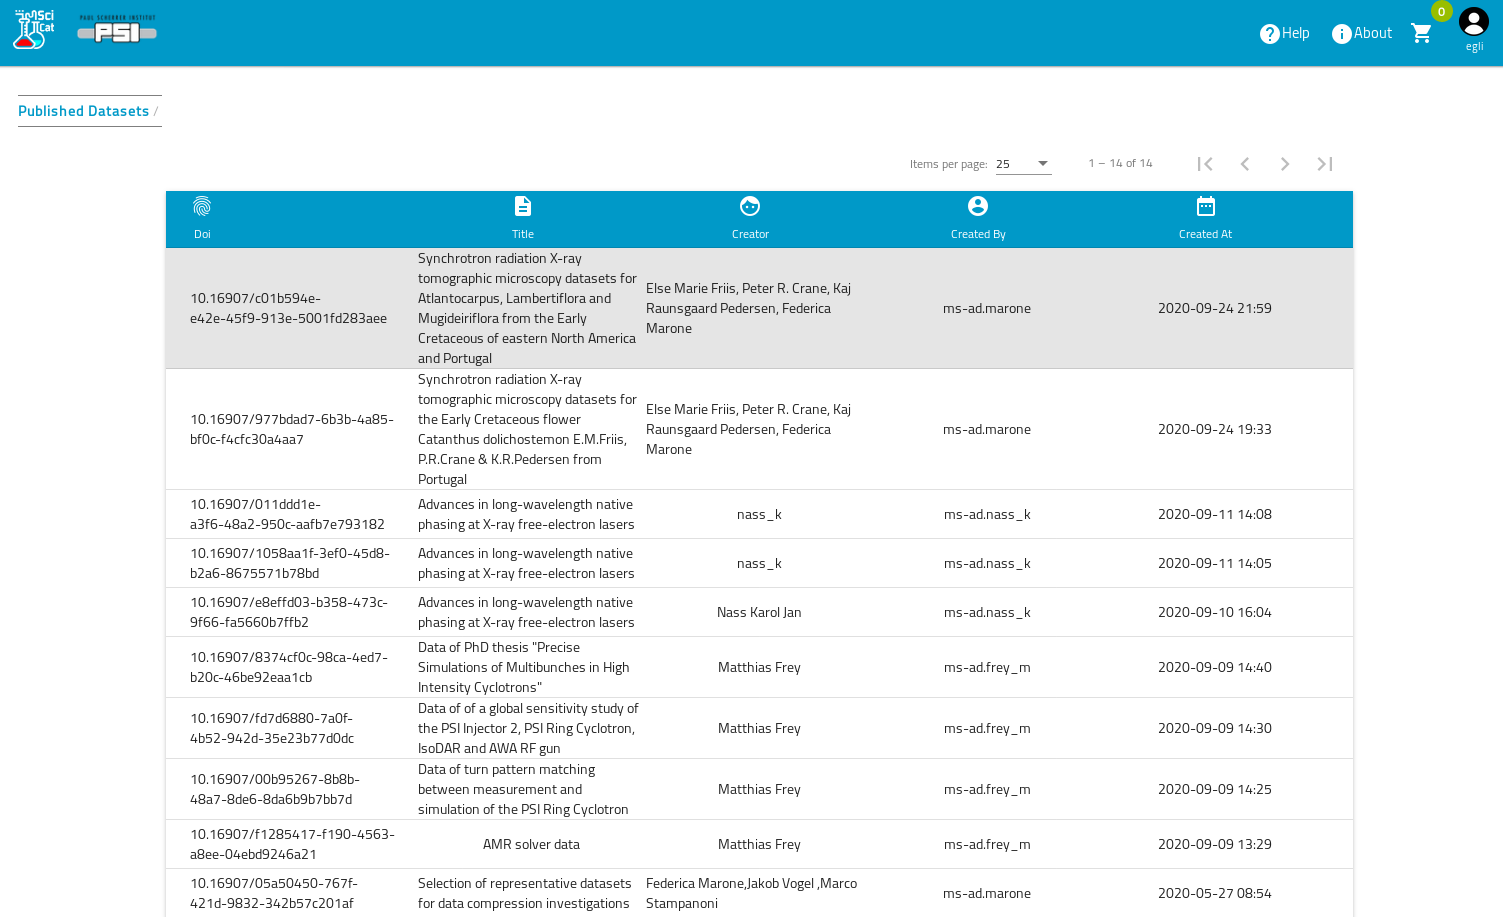 Sci
Cat
PAUL SCHERRER INSTITUT
PSI
Help
About
0
egli
Published Datasets /
Items per page: 25
1 – 14 of 14
Doi
Title
Creator
Created By
Created At
10.16907/c01b594e-
e42e-45f9-913e-5001fd283aee
Synchrotron radiation X-ray
tomographic microscopy datasets for
Atlantocarpus, Lambertiflora and
Mugideiriflora from the Early
Cretaceous of eastern North America
and Portugal
Else Marie Friis, Peter R. Crane, Kaj
Raunsgaard Pedersen, Federica
Marone
ms-ad.marone
2020-09-24 21:59
10.16907/977bdad7-6b3b-4a85-
bf0c-f4cfc30a4aa7
Synchrotron radiation X-ray
tomographic microscopy datasets for
the Early Cretaceous flower
Catanthus dolichostemon E.M.Friis,
P.R.Crane & K.R.Pedersen from
Portugal
Else Marie Friis, Peter R. Crane, Kaj
Raunsgaard Pedersen, Federica
Marone
ms-ad.marone
2020-09-24 19:33
10.16907/011ddd1e-
a3f6-48a2-950c-aafb7e793182
Advances in long-wavelength native
phasing at X-ray free-electron lasers
nass_k
ms-ad.nass_k
2020-09-11 14:08
10.16907/1058aa1f-3ef0-45d8-
b2a6-8675571b78bd
Advances in long-wavelength native
phasing at X-ray free-electron lasers
nass_k
ms-ad.nass_k
2020-09-11 14:05
10.16907/e8effd03-b358-473c-
9f66-fa5660b7ffb2
Advances in long-wavelength native
phasing at X-ray free-electron lasers
Nass Karol Jan
ms-ad.nass_k
2020-09-10 16:04
10.16907/8374cf0c-98ca-4ed7-
b20c-46be92eaa1cb
Data of PhD thesis "Precise
Simulations of Multibunches in High
Intensity Cyclotrons"
Matthias Frey
ms-ad.frey_m
2020-09-09 14:40
10.16907/fd7d6880-7a0f-
4b52-942d-35e23b77d0dc
Data of of a global sensitivity study of
the PSI Injector 2, PSI Ring Cyclotron,
IsoDAR and AWA RF gun
Matthias Frey
ms-ad.frey_m
2020-09-09 14:30
10.16907/00b95267-8b8b-
48a7-8de6-8da6b9b7bb7d
Data of turn pattern matching
between measurement and
simulation of the PSI Ring Cyclotron
Matthias Frey
ms-ad.frey_m
2020-09-09 14:25
10.16907/f1285417-f190-4563-
a8ee-04ebd9246a21
AMR solver data
Matthias Frey
ms-ad.frey_m
2020-09-09 13:29
10.16907/05a50450-767f-
421d-9832-342b57c201af
Selection of representative datasets
for data compression investigations
Federica Marone,Jakob Vogel ,Marco
Stampanoni
ms-ad.marone
2020-05-27 08:54